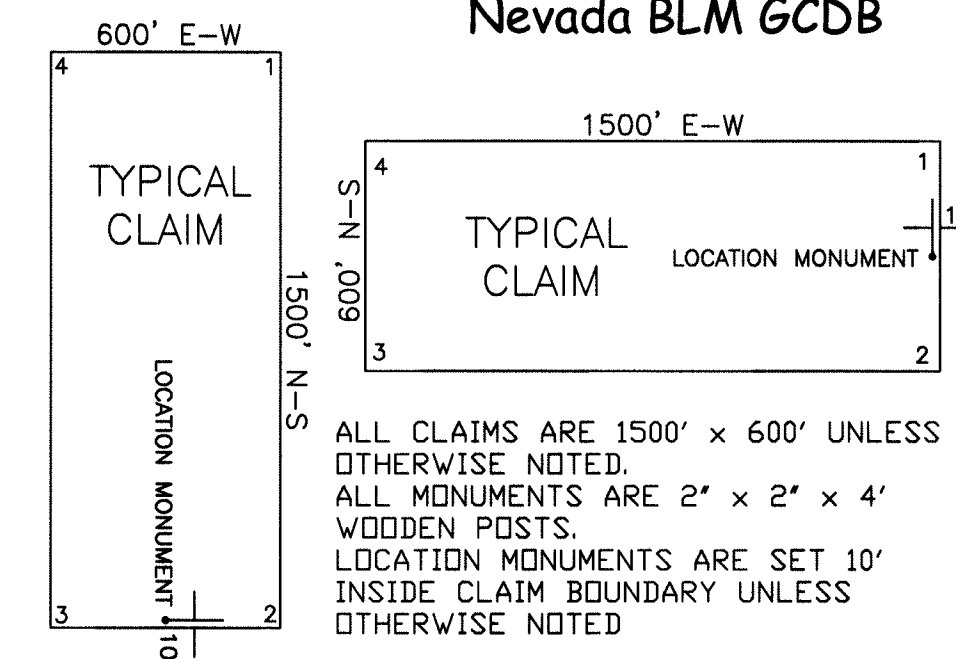 Nevada BLM GCDB
600' E-W
4 1
TYPICAL
CLAIM
1500' N-S
LOCATION MONUMENT
3 2
10
1500' E-W
4 1
600' N-S
TYPICAL
CLAIM
LOCATION MONUMENT
1
3 2
ALL CLAIMS ARE 1500' x 600' UNLESS
OTHERWISE NOTED.
ALL MONUMENTS ARE 2" x 2" x 4'
WOODEN POSTS.
LOCATION MONUMENTS ARE SET 10'
INSIDE CLAIM BOUNDARY UNLESS
OTHERWISE NOTED